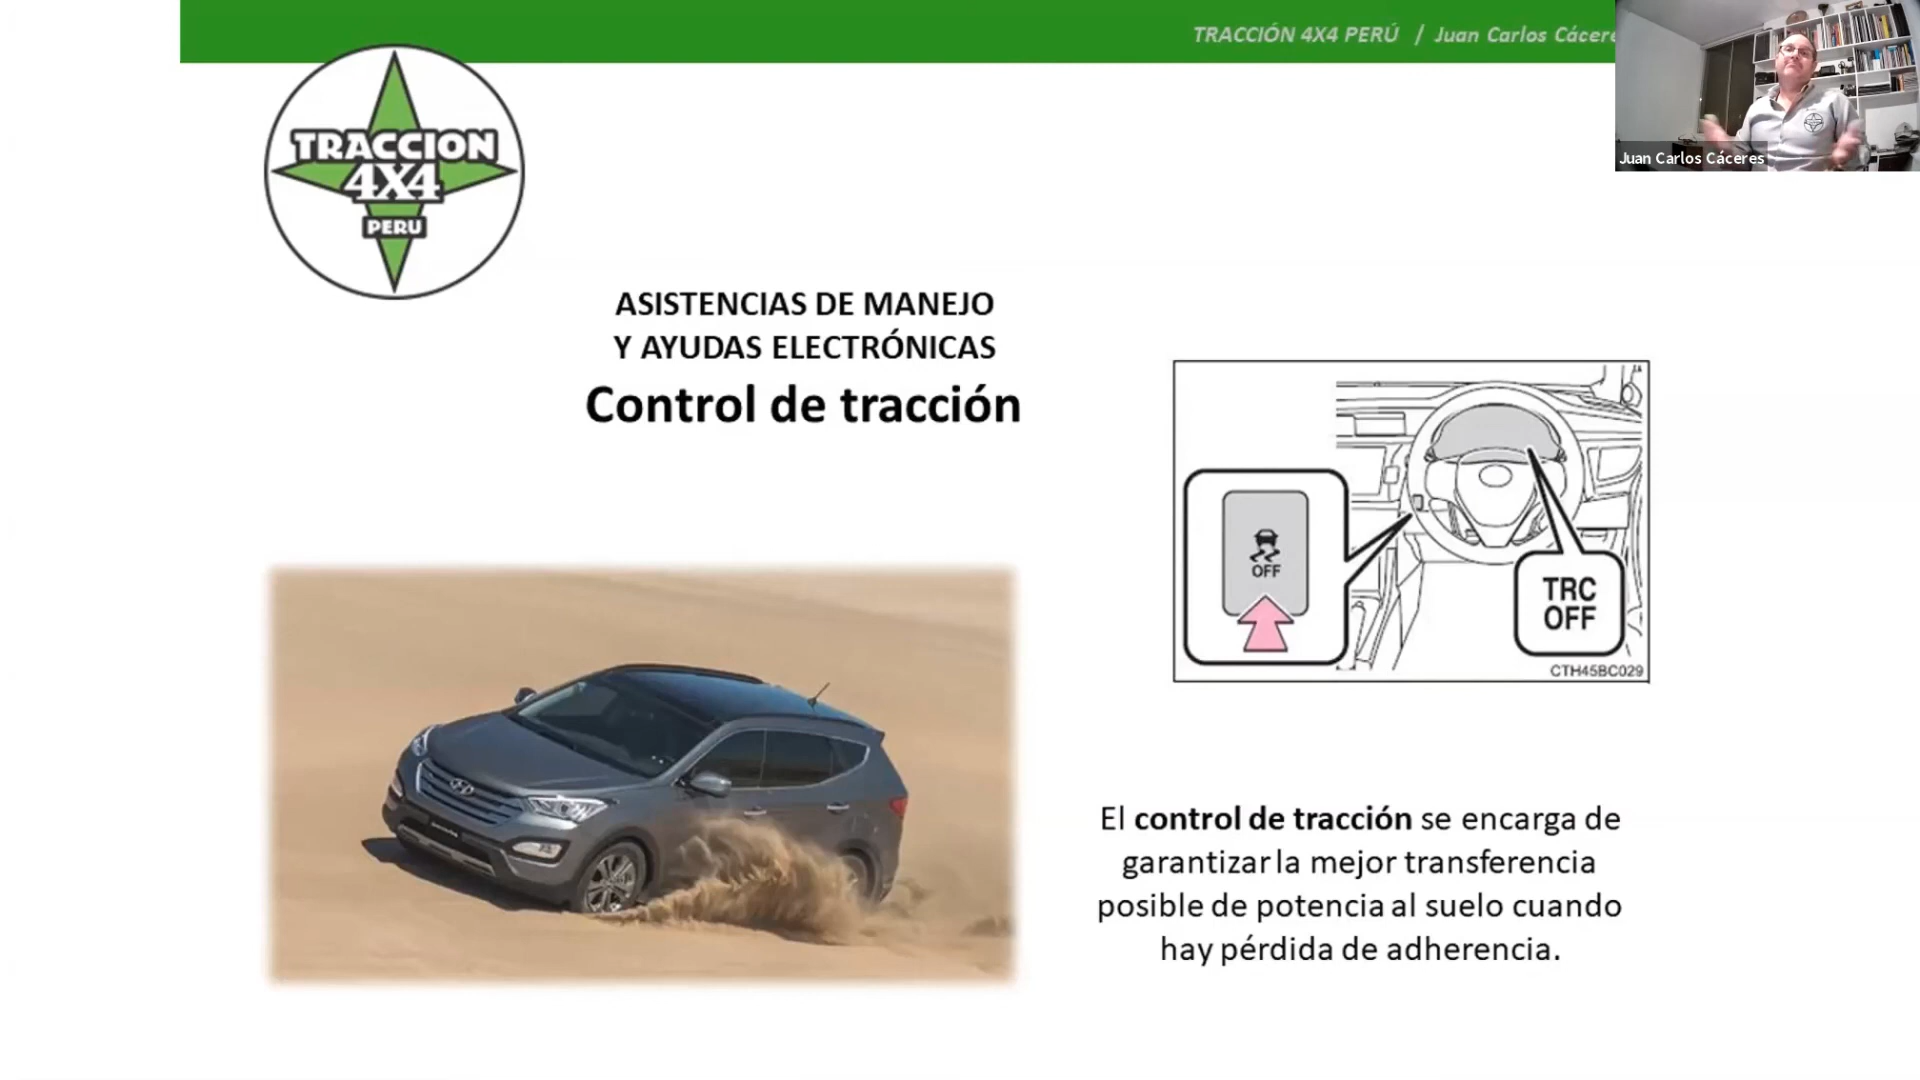 TRACCIÓN 4X4 PERÚ / Juan Carlos Cácere
Juan Carlos Cáceres
TRACCION
4X4
PERU
ASISTENCIAS DE MANEJO
Y AYUDAS ELECTRÓNICAS
Control de tracción
OFF
TRC
OFF
CTH45BC029
El control de tracción se encarga de
garantizar la mejor transferencia
posible de potencia al suelo cuando
hay pérdida de adherencia.